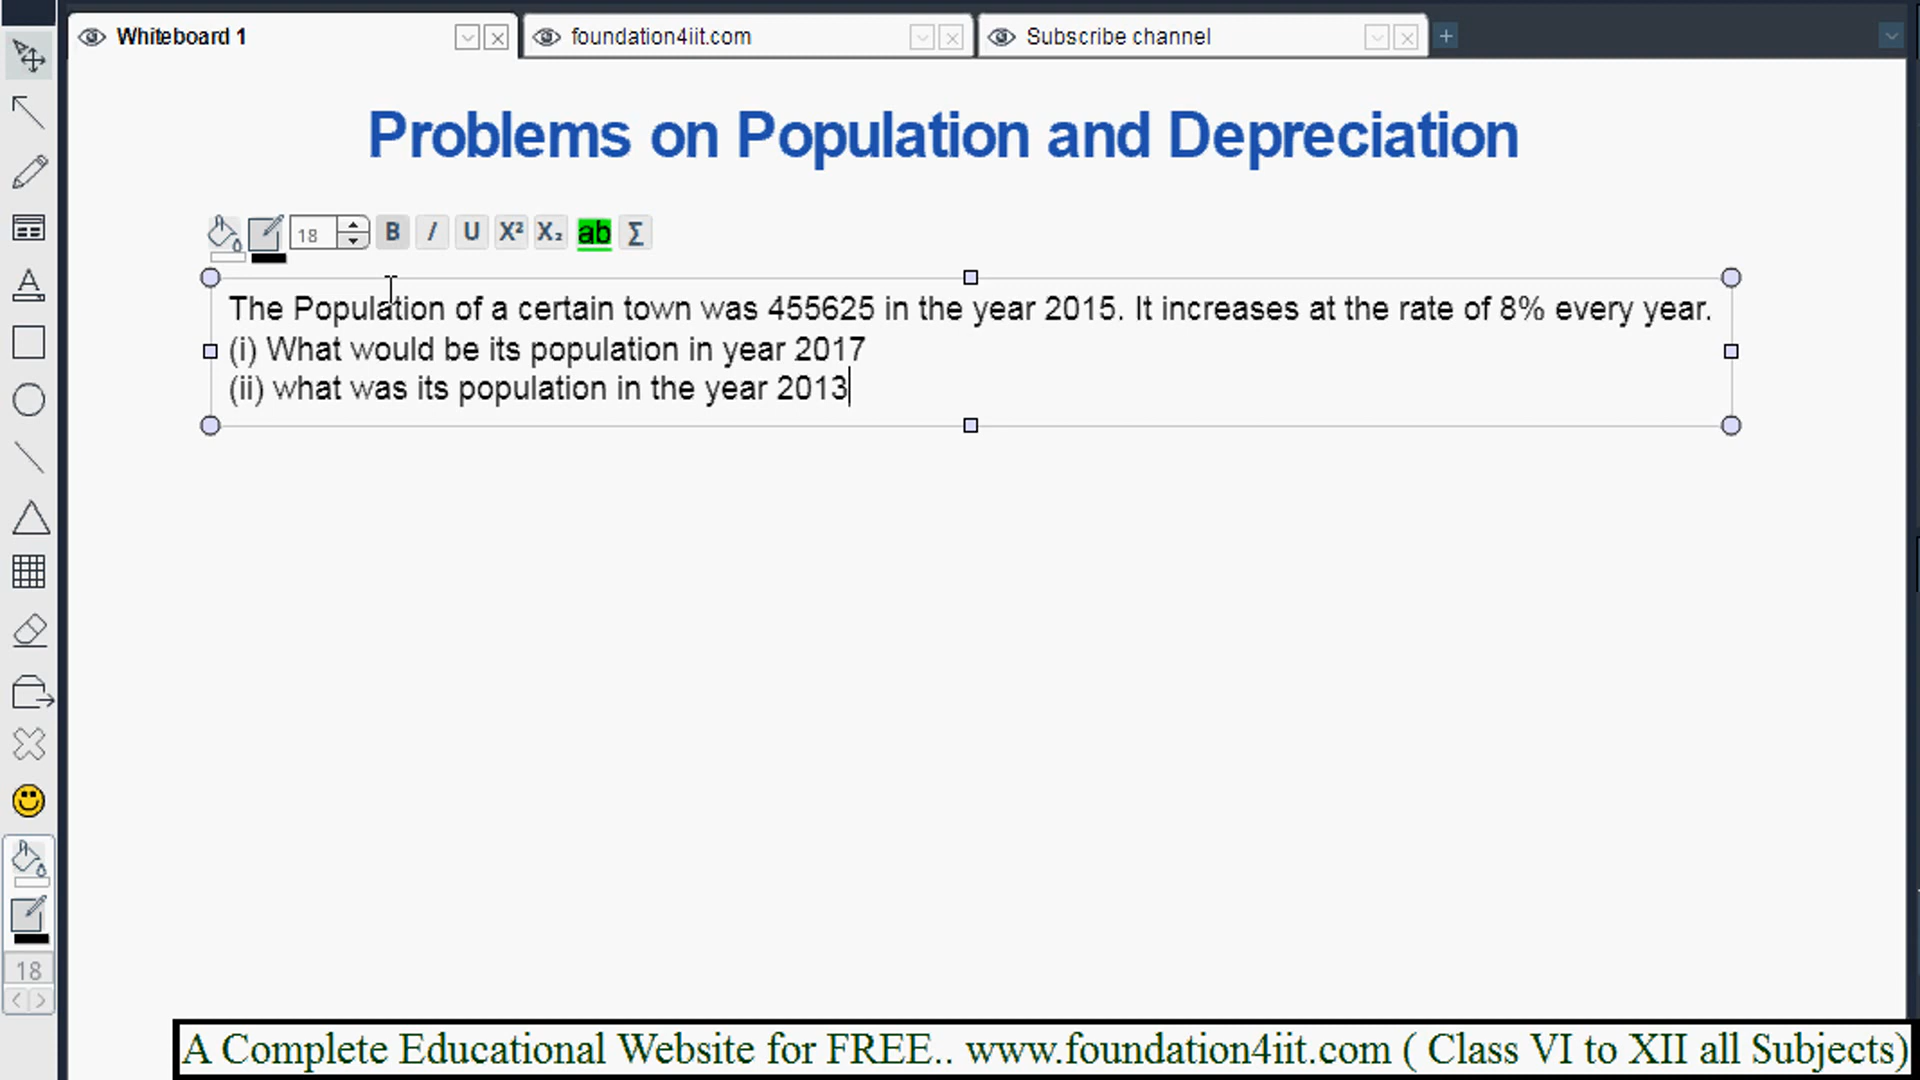 Whiteboard 1
foundation4iit.com
Subscribe channel
Problems on Population and Depreciation
18 B / U X² X₂ ab Σ
The Population of a certain town was 455625 in the year 2015. It increases at the rate of 8% every year.
(i) What would be its population in year 2017
(ii) what was its population in the year 2013
A
18
A Complete Educational Website for FREE.. www.foundation4iit.com ( Class VI to XII all Subjects)